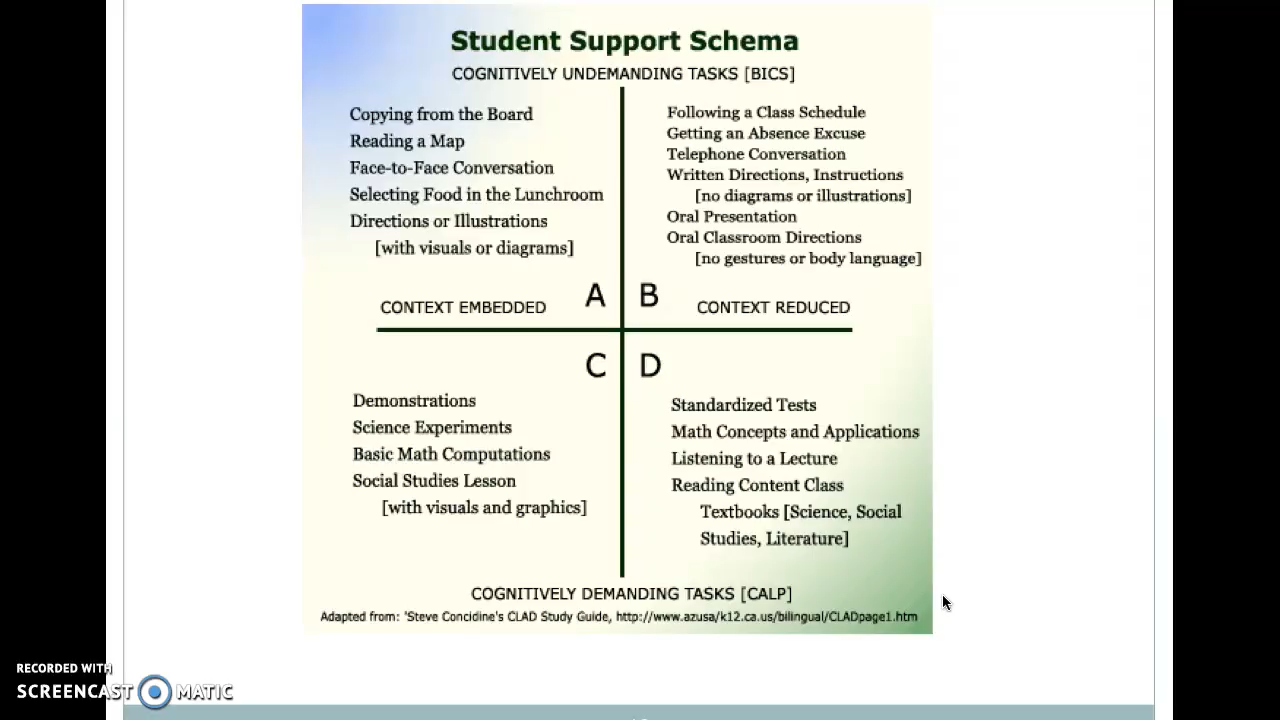 Student Support Schema
COGNITIVELY UNDEMANDING TASKS [BICS]
Copying from the Board
Reading a Map
Face-to-Face Conversation
Selecting Food in the Lunchroom
Directions or Illustrations
[with visuals or diagrams]
Following a Class Schedule
Getting an Absence Excuse
Telephone Conversation
Written Directions, Instructions
[no diagrams or illustrations]
Oral Presentation
Oral Classroom Directions
[no gestures or body language]
CONTEXT EMBEDDED
A
B
CONTEXT REDUCED
C
D
Demonstrations
Science Experiments
Basic Math Computations
Social Studies Lesson
[with visuals and graphics]
Standardized Tests
Math Concepts and Applications
Listening to a Lecture
Reading Content Class
Textbooks [Science, Social
Studies, Literature]
COGNITIVELY DEMANDING TASKS [CALP]
Adapted from: 'Steve Concidine's CLAD Study Guide, http://www.azusa/k12.ca.us/bilingual/CLADpage1.htm
RECORDED WITH
SCREENCAST MATIC